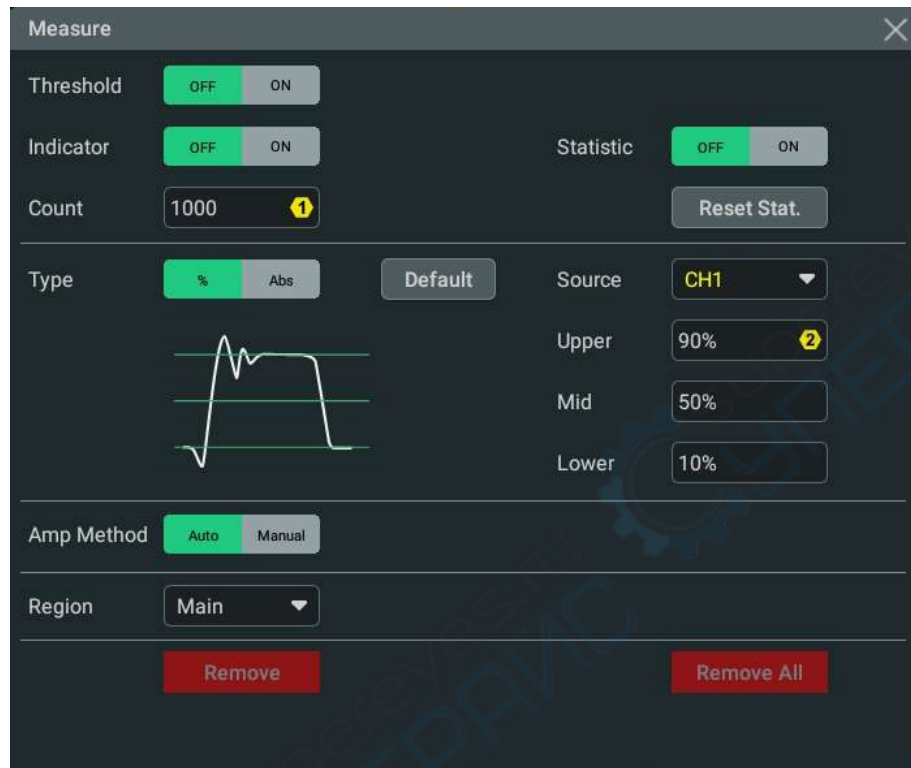 Measure
Threshold OFF ON
Indicator OFF ON Statistic OFF ON
Count 1000 1 Reset Stat.
Type % Abs Default Source CH1
Upper 90% 2
Mid 50%
Lower 10%
Amp Method Auto Manual
Region Main
Remove Remove All